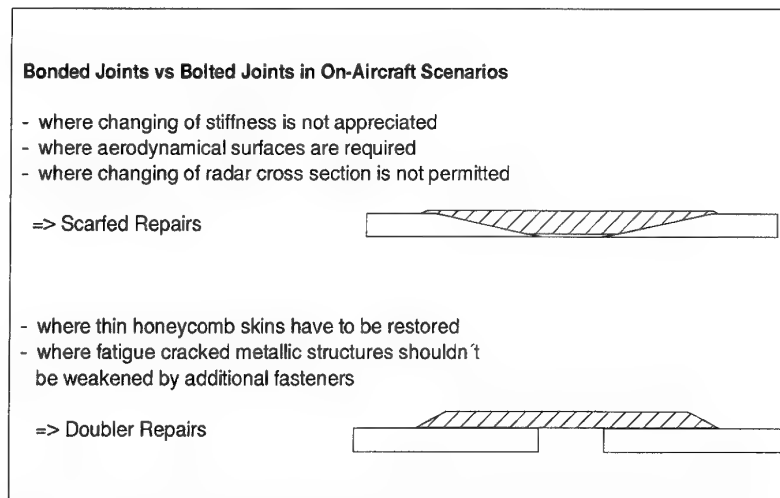 Bonded Joints vs Bolted Joints in On-Aircraft Scenarios
- where changing of stiffness is not appreciated
- where aerodynamical surfaces are required
- where changing of radar cross section is not permitted
=> Scarfed Repairs
- where thin honeycomb skins have to be restored
- where fatigue cracked metallic structures shouldn´t
be weakened by additional fasteners
=> Doubler Repairs